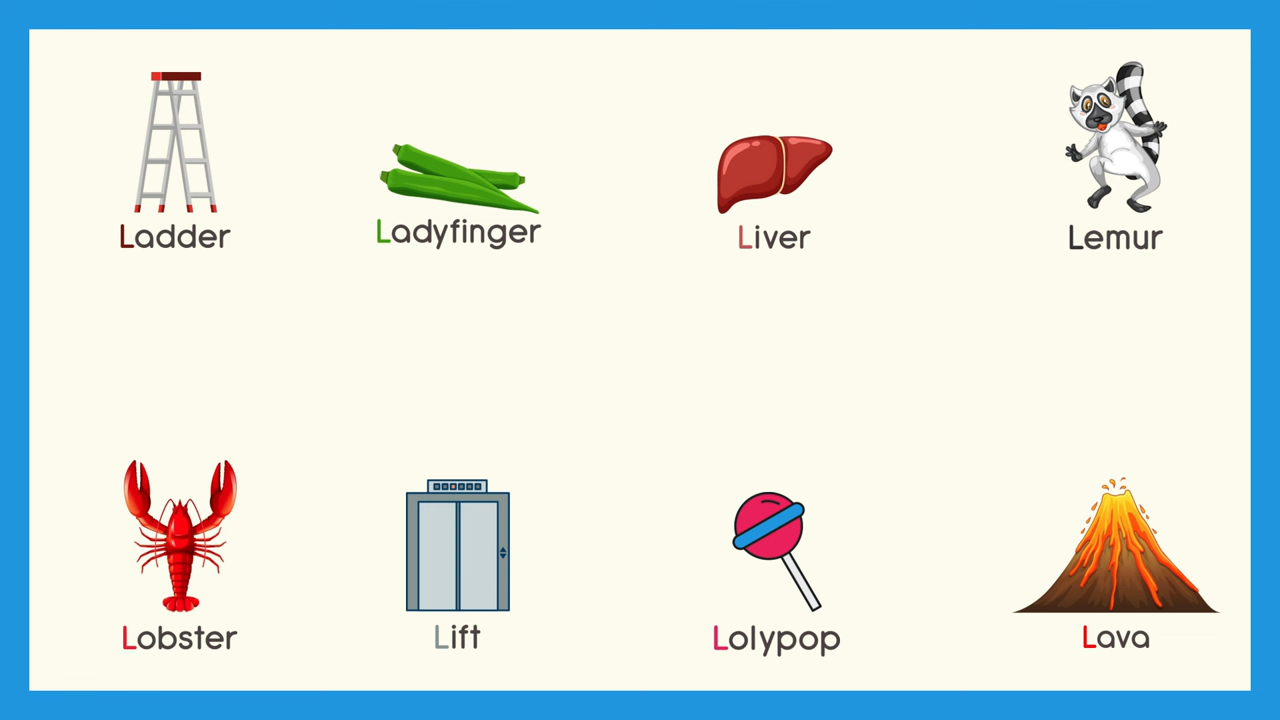 Ladder
Ladyfinger
Liver
Lemur
Lobster
Lift
Lolypop
Lava